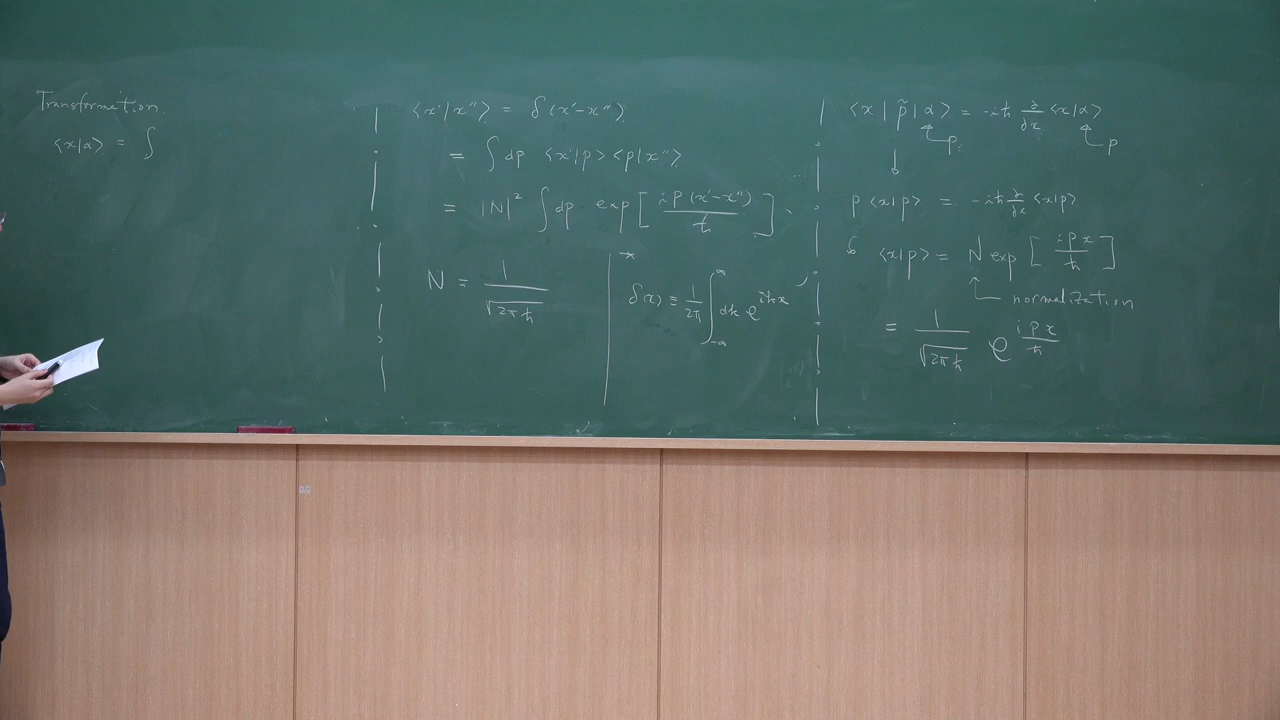 Transformation
⟨x|α⟩ = ∫
⟨x'|x''⟩ = δ(x'-x'')
= ∫dp ⟨x'|p⟩⟨p|x''⟩
= |N|² ∫dp exp[ip(x'-x'')/ħ]
N = 1/√2πħ
* δ(x) ≡ 1/2π ∫_{-∞}^{∞} dk e^{ikx}
⟨x|p̃|α⟩ = -iħ ∂/∂x ⟨x|α⟩
p p
p⟨x|p⟩ = -iħ ∂/∂x ⟨x|p⟩
⟨x|p⟩ = N exp[ipx/ħ]
normalization
= 1/√2πħ e^{ipx/ħ}